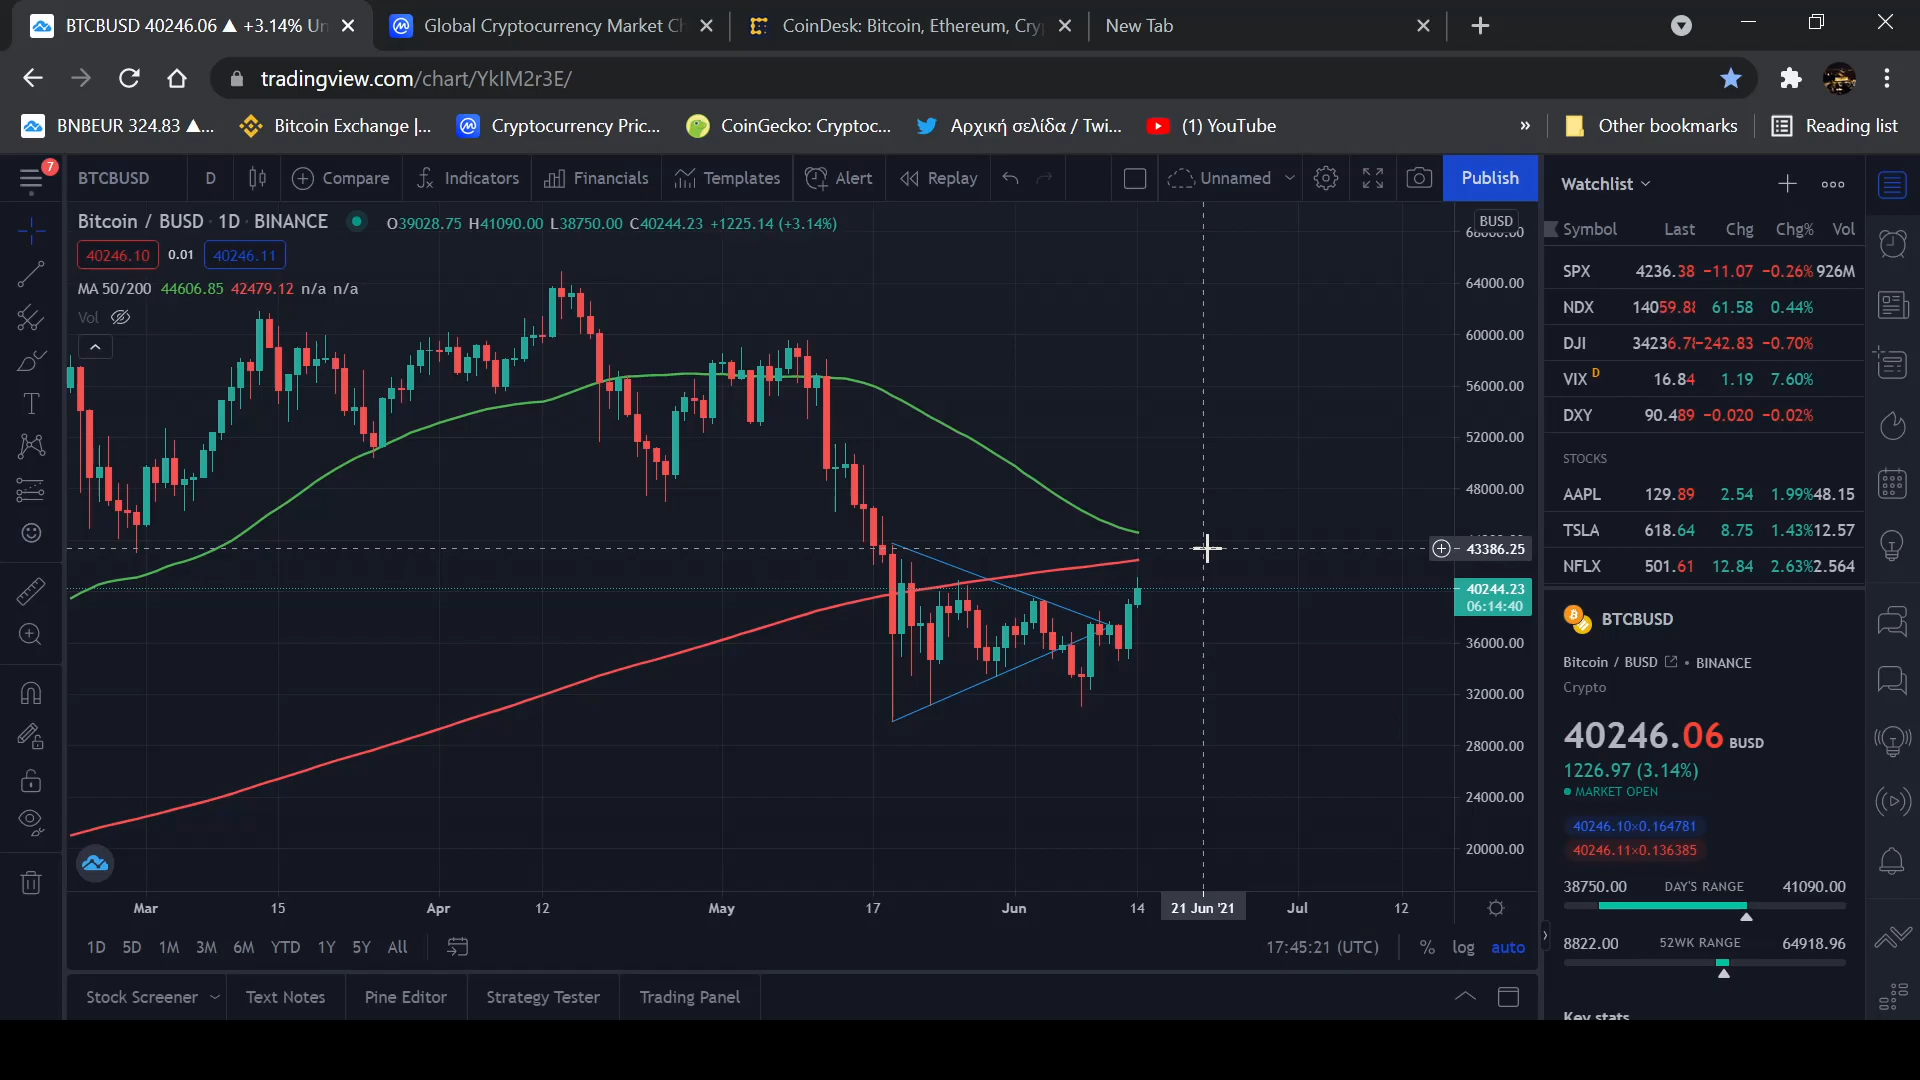 BTCBUSD 40246.06 ▲ +3.14% Un
Global Cryptocurrency Market Ch
CoinDesk: Bitcoin, Ethereum, Cry
New Tab
tradingview.com/chart/YkIM2r3E/
BNBEUR 324.83 ▲...
Bitcoin Exchange |...
Cryptocurrency Pric...
CoinGecko: Cryptoc...
Αρχική σελίδα / Twi...
(1) YouTube
»
Other bookmarks
Reading list
7
BTCBUSD
D
Compare
Indicators
Financials
Templates
Alert
Replay
Unnamed
Publish
Bitcoin / BUSD · 1D · BINANCE
O39028.75 H41090.00 L38750.00 C40244.23 +1225.14 (+3.14%)
40246.10 0.01 40246.11
MA 50/200 44606.85 42479.12 n/a n/a
Vol
BUSD
68000.00
64000.00
60000.00
56000.00
52000.00
48000.00
43386.25
40244.23
06:14:40
36000.00
32000.00
28000.00
24000.00
20000.00
Mar 15 Apr 12 May 17 Jun 14 21 Jun '21 Jul 12
1D 5D 1M 3M 6M YTD 1Y 5Y All
17:45:21 (UTC) % log auto
Stock Screener Text Notes Pine Editor Strategy Tester Trading Panel
Watchlist
Symbol Last Chg Chg% Vol
SPX 4236.38 −11.07 −0.26% 926M
NDX 14059.88 61.58 0.44%
DJI 34236.7 −242.83 −0.70%
VIX D 16.84 1.19 7.60%
DXY 90.489 −0.020 −0.02%
STOCKS
AAPL 129.89 2.54 1.99% 48.15
TSLA 618.64 8.75 1.43% 12.57
NFLX 501.61 12.84 2.63% 2.564
BTCBUSD
Bitcoin / BUSD • BINANCE
Crypto
40246.06 BUSD
1226.97 (3.14%)
MARKET OPEN
40246.10×0.164781
40246.11×0.136385
38750.00 DAY'S RANGE 41090.00
8822.00 52WK RANGE 64918.96
Key stats